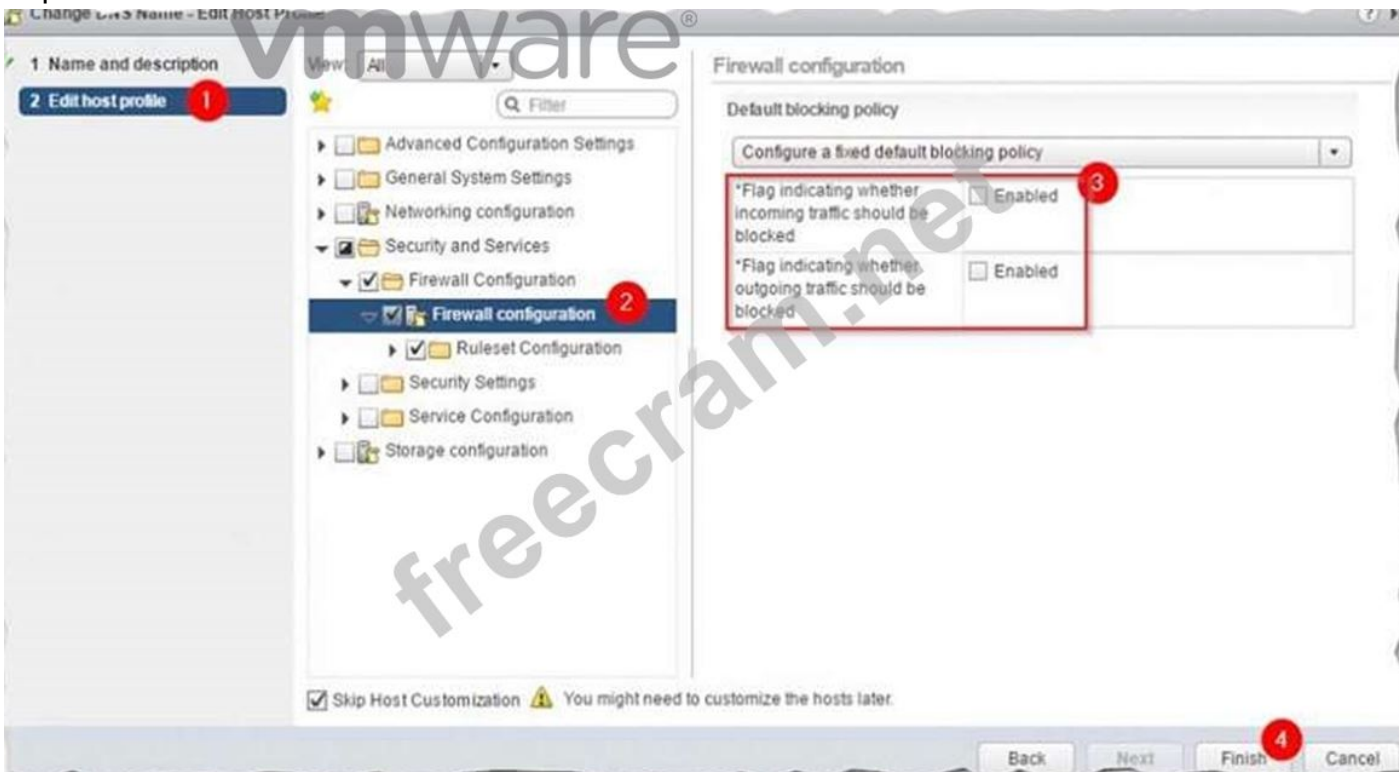 Change DNS Name - Edit Host Profile
vmware®
1 Name and description
2 Edit host profile
1
View: All
Filter
Advanced Configuration Settings
General System Settings
Networking configuration
Security and Services
Firewall Configuration
Firewall configuration
2
Ruleset Configuration
Security Settings
Service Configuration
Storage configuration
Skip Host Customization
You might need to customize the hosts later.
Firewall configuration
Default blocking policy
Configure a fixed default blocking policy
*Flag indicating whether
incoming traffic should be
blocked
Enabled
3
*Flag indicating whether
outgoing traffic should be
blocked
Enabled
freecram.net
Back
Next
Finish
4
Cancel